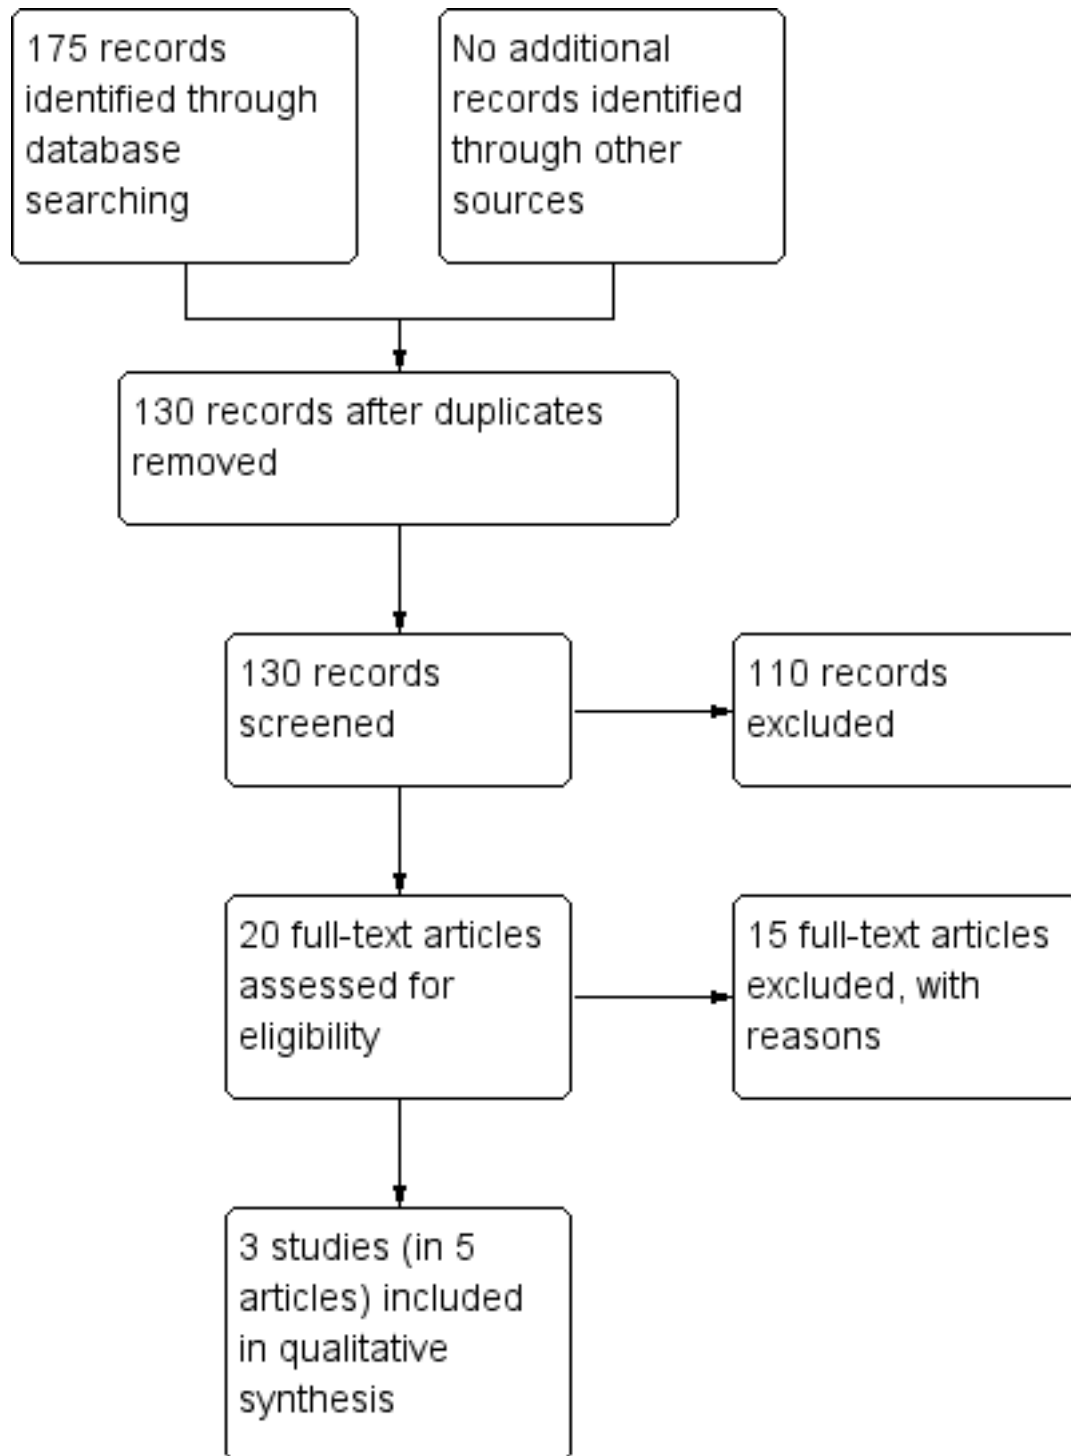 175 records
identified through
database
searching
No additional
records identified
through other
sources
130 records after duplicates
removed
130 records
screened
110 records
excluded
20 full-text articles
assessed for
eligibility
15 full-text articles
excluded, with
reasons
3 studies (in 5
articles) included
in qualitative
synthesis